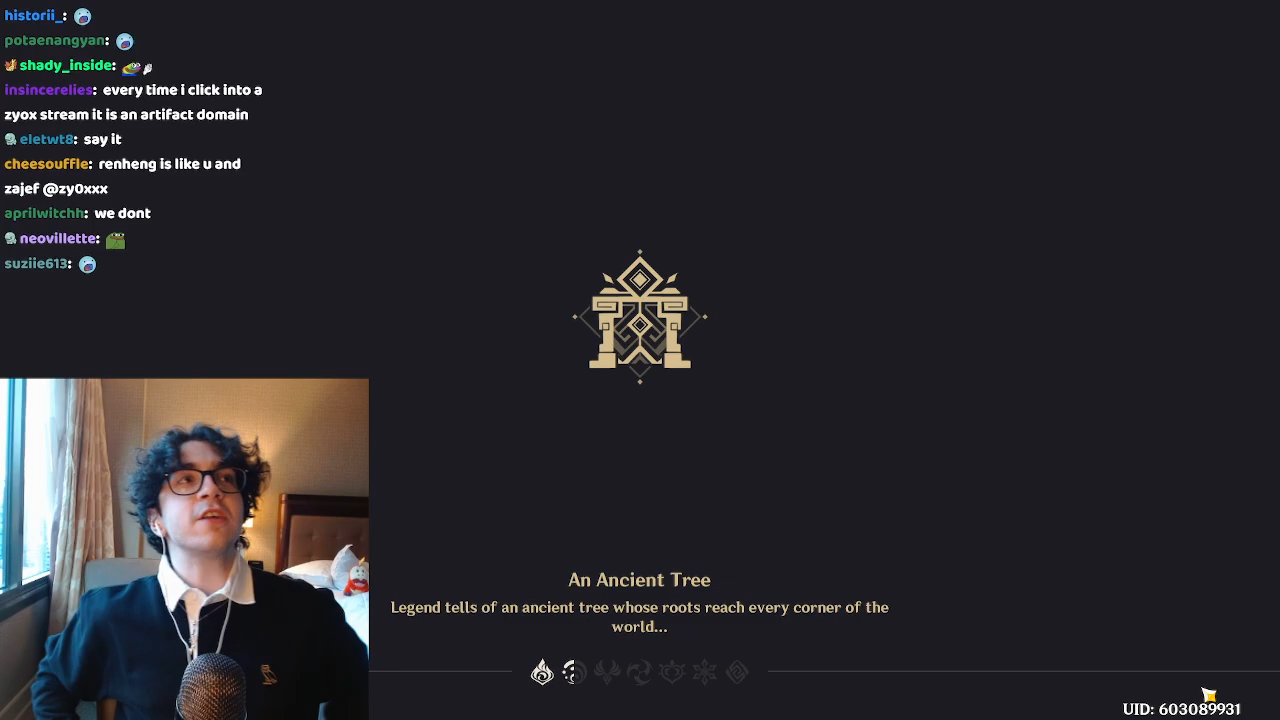 historii_:
potaenangyan:
shady_inside:
insincerelies: every time i click into a
zyox stream it is an artifact domain
eletwt8: say it
cheesouffle: renheng is like u and
zajef @zy0xxx
aprilwitchh: we dont
neovillette:
suziie613:
An Ancient Tree
Legend tells of an ancient tree whose roots reach every corner of the
world...
UID: 603089931